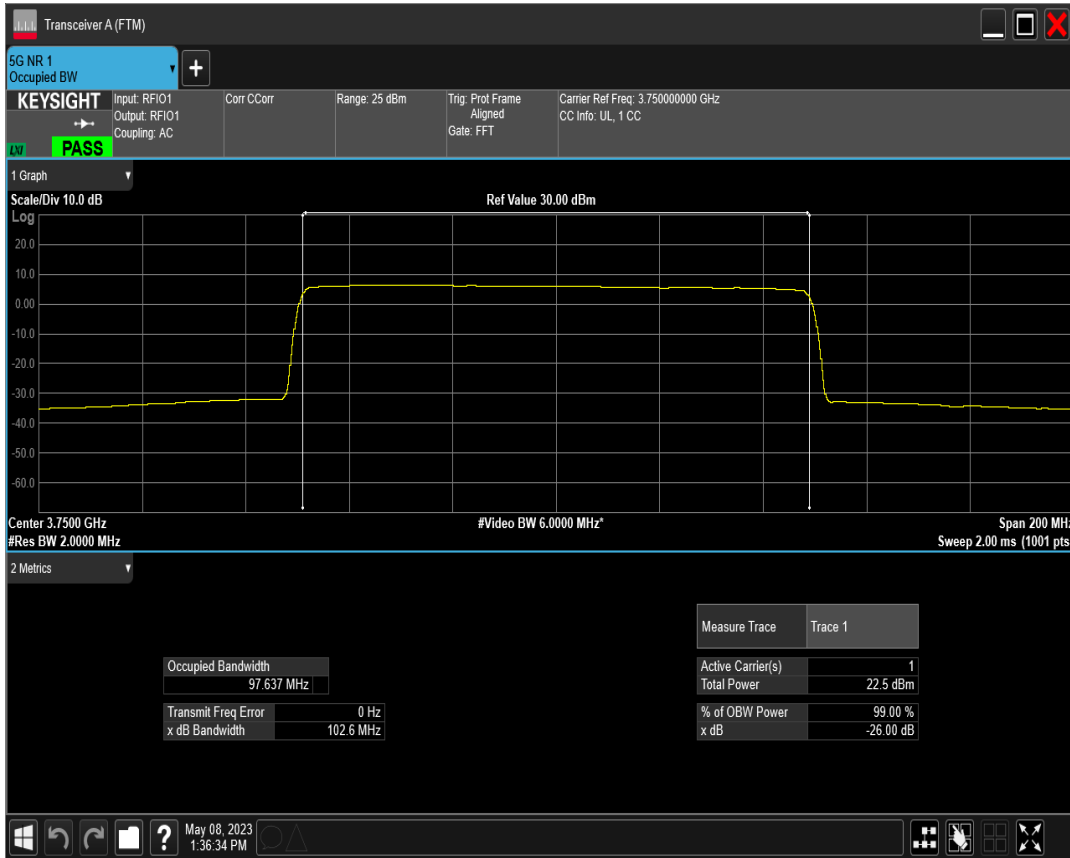 Transceiver A (FTM)
5G NR 1
Occupied BW
+
KEYSIGHT
LXI
PASS
Input: RFIO1
Output: RFIO1
Coupling: AC
Corr CCorr
Range: 25 dBm
Trig: Prot Frame
Aligned
Gate: FFT
Carrier Ref Freq: 3.750000000 GHz
CC Info: UL, 1 CC
1 Graph
Scale/Div 10.0 dB
Ref Value 30.00 dBm
Log
20.0
10.0
0.00
-10.0
-20.0
-30.0
-40.0
-50.0
-60.0
Center 3.7500 GHz
#Video BW 6.0000 MHz*
Span 200 MHz
#Res BW 2.0000 MHz
Sweep 2.00 ms (1001 pts
2 Metrics
Measure Trace Trace 1
Occupied Bandwidth
97.637 MHz
Active Carrier(s) 1
Total Power 22.5 dBm
Transmit Freq Error 0 Hz
x dB Bandwidth 102.6 MHz
% of OBW Power 99.00 %
x dB -26.00 dB
?
May 08, 2023
1:36:34 PM